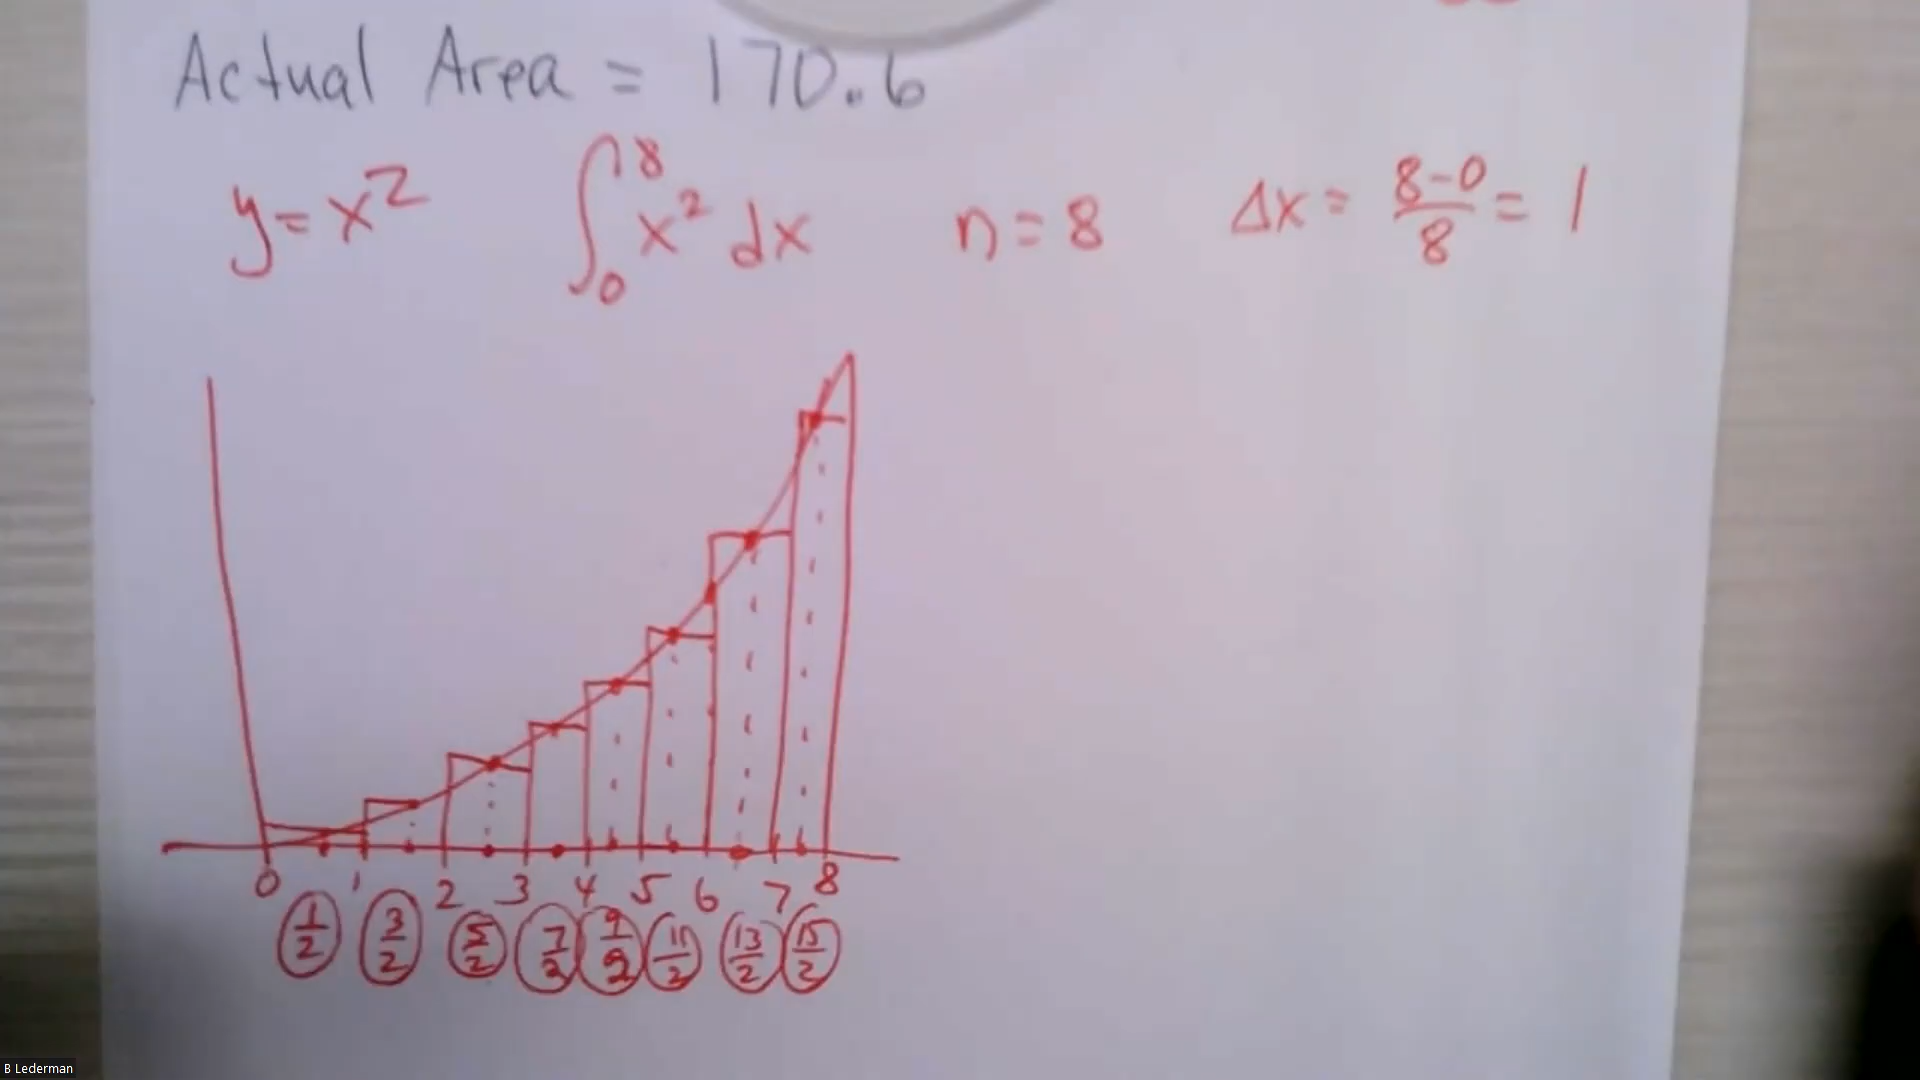 Actual Area = 170.6
y = x² ∫₀⁸ x² dx n = 8 Δx = (8-0)/8 = 1
0 1 2 3 4 5 6 7 8
1/2 3/2 5/2 7/2 9/2 11/2 13/2 15/2
B Lederman